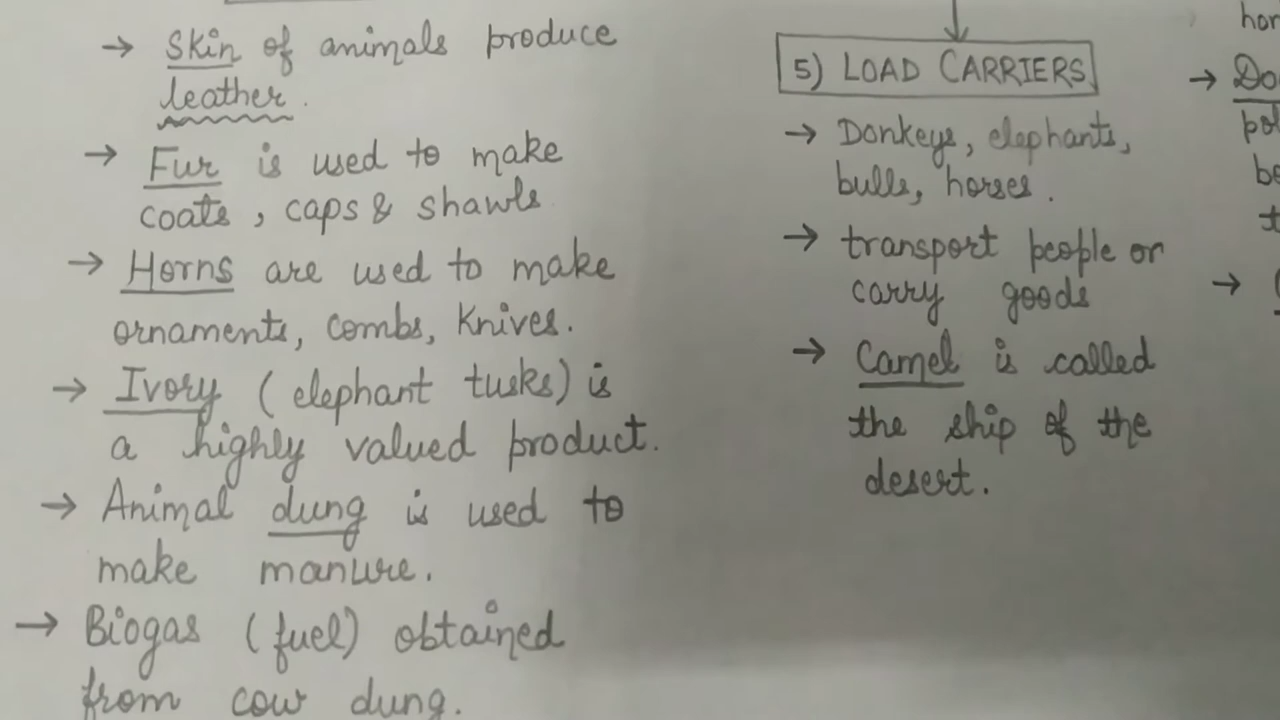 → Skin of animals produce
leather.
→ Fur is used to make
coats, caps & shawls
→ Horns are used to make
ornaments, combs, knives.
→ Ivory (elephant tusks) is
a highly valued product.
→ Animal dung is used to
make manure.
→ Biogas (fuel) obtained
from cow dung.
5) LOAD CARRIERS
→ Donkeys, elephants,
bulls, horses.
→ transport people or
carry goods
→ Camel is called
the ship of the
desert.
→
→